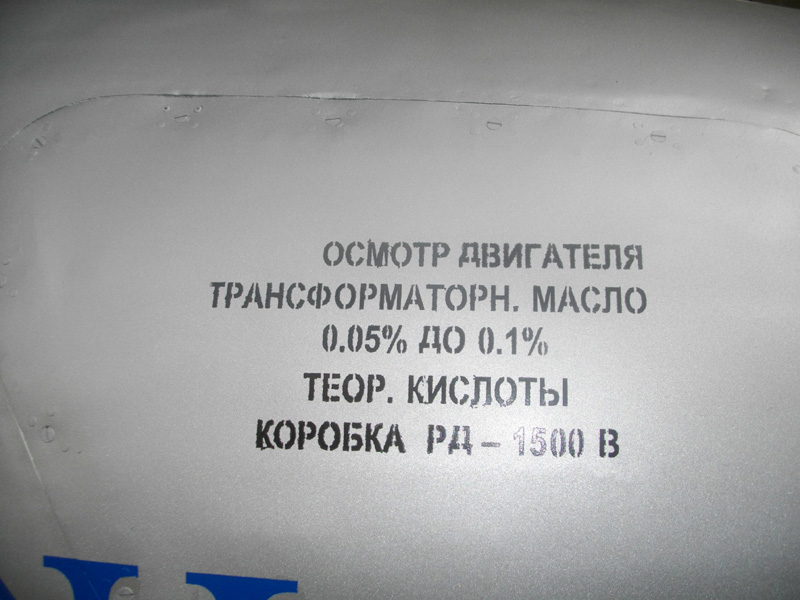 ОСМОТР ДВИГАТЕЛЯ
ТРАНСФОРМАТОРН. МАСЛО
0.05% ДО 0.1%
ТЕОР. КИСЛОТЫ
КОРОБКА РД - 1500 В